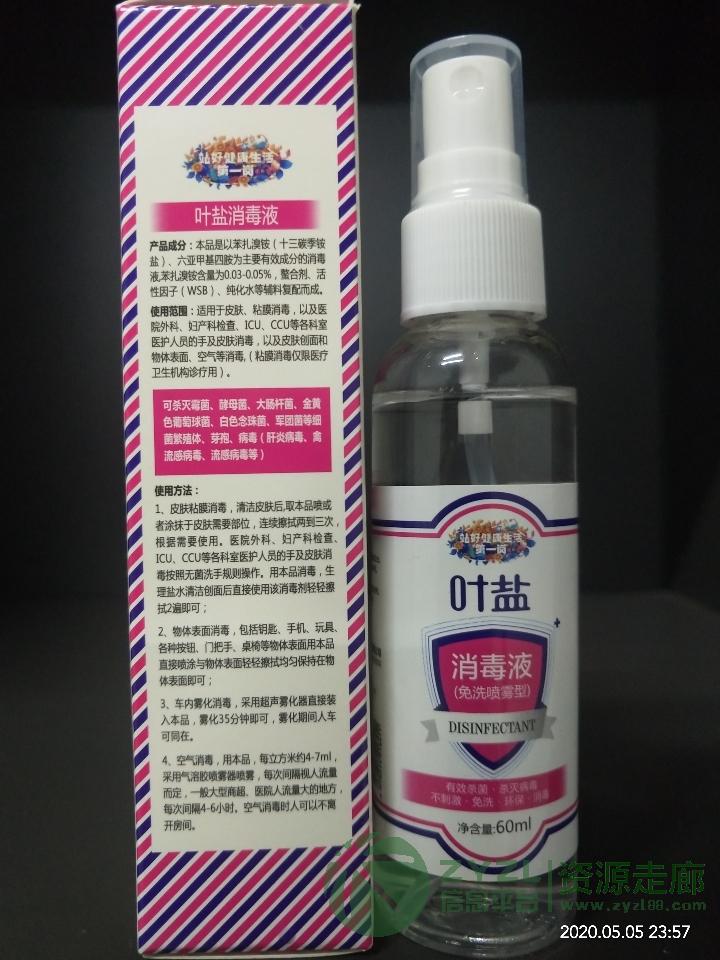 站好健康生活
第一岗
叶盐消毒液
产品成分：本品是以苯扎溴铵（十三碳季铵
盐）、六亚甲基四胺为主要有效成分的消毒
液,苯扎溴铵含量为0.03-0.05%，螯合剂、活
性因子（WSB）、纯化水等辅料复配而成。
使用范围：适用于皮肤、粘膜消毒，以及医
院外科、妇产科检查、ICU、CCU等各科室
医护人员的手及皮肤消毒，以及皮肤创面和
物体表面、空气等消毒,（粘膜消毒仅限医疗
卫生机构诊疗用）。
可杀灭霉菌、酵母菌、大肠杆菌、金黄
色葡萄球菌、白色念珠菌、军团菌等细
菌繁殖体、芽孢、病毒（肝炎病毒、禽
流感病毒、流感病毒等）
使用方法：
1、皮肤粘膜消毒，清洁皮肤后,取本品喷或
者涂抹于皮肤需要部位，连续擦拭两到三次，
根据需要使用。医院外科、妇产科检查、
ICU、CCU等各科室医护人员的手及皮肤消
毒按照无菌洗手规则操作。用本品消毒，生
理盐水清洁创面后直接使用该消毒剂轻轻擦
拭2遍即可；
2、物体表面消毒，包括钥匙、手机、玩具、
各种按钮、门把手、桌椅等物体表面用本品
直接喷涂与物体表面轻轻擦拭均匀保持在物
体表面即可；
3、车内雾化消毒，采用超声雾化器直接装
入本品，雾化35分钟即可，雾化期间人车
可同在。
4、空气消毒，用本品，每立方米约4-7ml，
采用气溶胶喷雾器喷雾，每次间隔视人流量
而定，一般大型商超、医院人流量大的地方，
每次间隔4-6小时。空气消毒时人可以不离
开房间。
站好健康生活
第一岗
叶盐
消毒液
(免洗喷雾型)
DISINFECTANT
有效杀菌·杀灭病毒
不刺激·免洗·环保·消毒
净含量:60ml
ZYZL
信息平台
资源走廊
www.zyzl88.com
2020.05.05 23:57